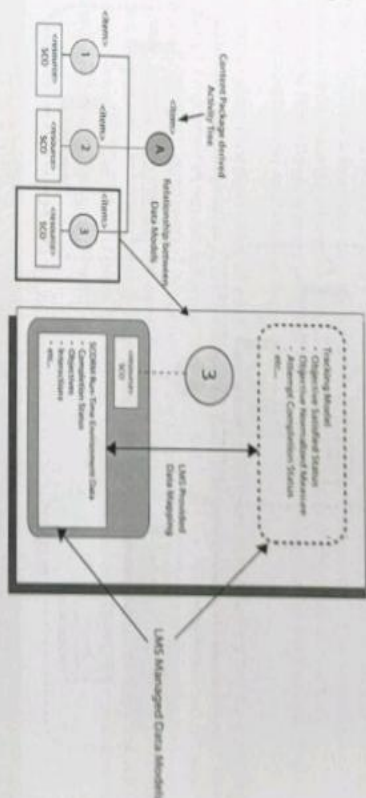 Content Package derived
Activity Tree
<item>
A
Relationship between
Data Models
<item>
1
<resource>
SCO
<item>
2
<resource>
SCO
<item>
3
<resource>
SCO
Tracking Model
- Objective Satisfied Status
- Objective Normalized Measure
- Attempt Completion Status
- etc...
3
LMS Provided
Data Mapping
<resource>
SCO
SCORM Run-Time Environment Data
- Completion Status
- Objectives
- Interactions
- etc...
LMS Managed Data Models